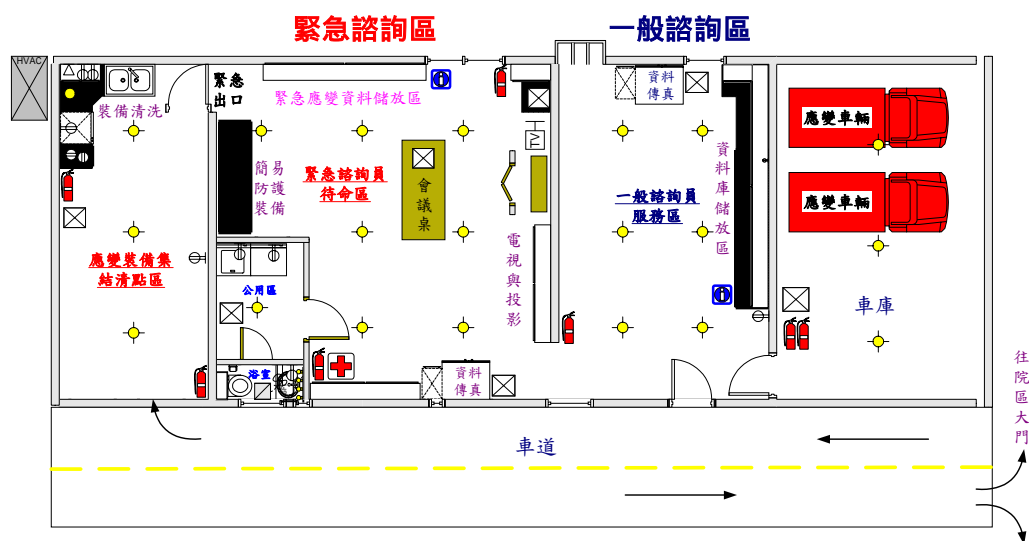 緊急諮詢區
一般諮詢區
HVAC
緊急
出口
裝備清洗
緊急應變資料儲放區
資料
傳真
TV
應變車輛
簡易
防護
裝備
緊急諮詢員
待命區
會議桌
資料庫儲放區
一般諮詢員
服務區
應變車輛
電視與投影
應變裝備集
結清點區
公用區
車庫
浴室
資料
傳真
往院區大門
車道